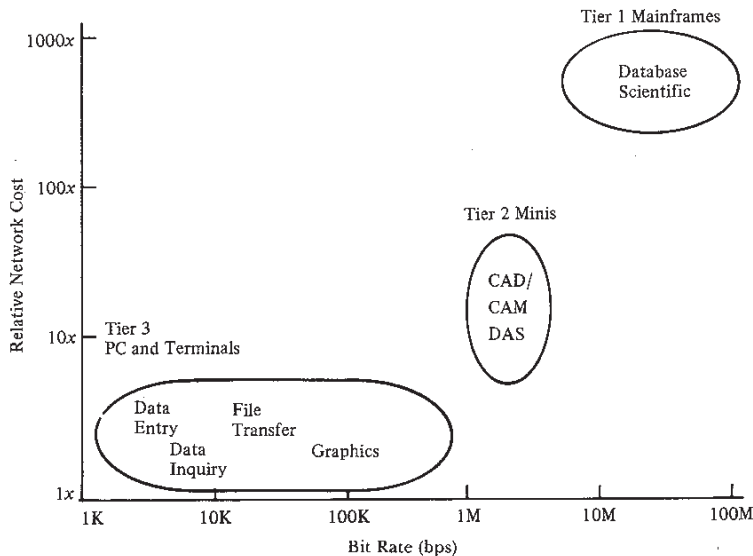 Tier 1 Mainframes
1000x
Database
Scientific
100x
Tier 2 Minis
CAD/
CAM
DAS
Relative Network Cost
10x
Tier 3
PC and Terminals
Data
Entry
File
Transfer
Data
Inquiry
Graphics
1x
1K
10K
100K
1M
10M
100M
Bit Rate (bps)